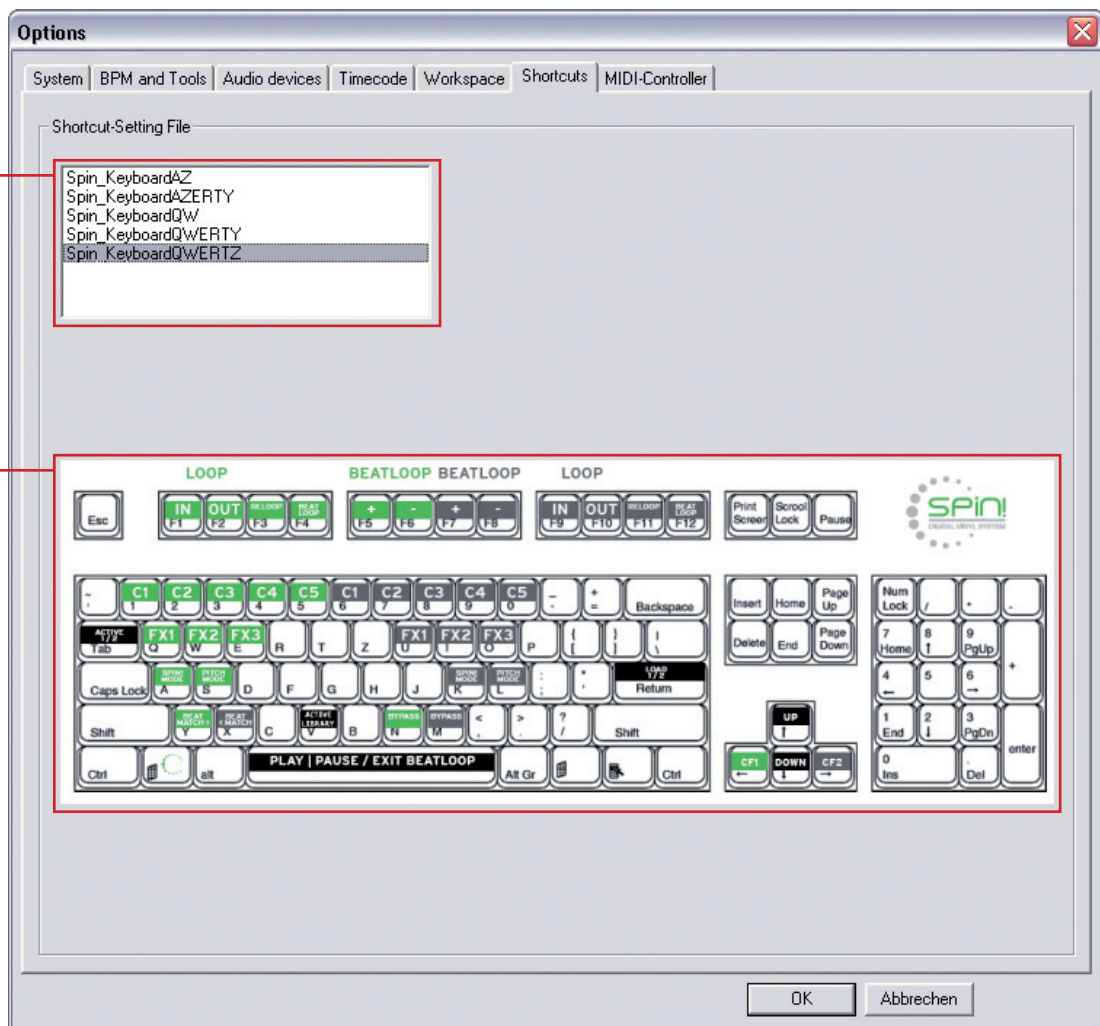 Options
System BPM and Tools Audio devices Timecode Workspace Shortcuts MIDI-Controller
Shortcut-Setting File
Spin_KeyboardAZ
Spin_KeyboardAZERTY
Spin_KeyboardQW
Spin_KeyboardQWERTY
Spin_KeyboardQWERTZ
LOOP BEATLOOP BEATLOOP LOOP
SPiN!
DIGITAL VINYL SYSTEM
IN OUT RELOOP BEAT LOOP + - + - IN OUT RELOOP BEAT LOOP
Esc F1 F2 F3 F4 F5 F6 F7 F8 F9 F10 F11 F12 Print Screen Scrool Lock Pause
C1 C2 C3 C4 C5 C1 C2 C3 C4 C5
~ ' 1 2 3 4 5 6 7 8 9 0 _ - + = Backspace Insert Home Page Up Num Lock / * -
ACTIVE 1/2 FX1 FX2 FX3 FX1 FX2 FX3
Tab Q W E R T Z U I O P { [ } ] | \ Delete End Page Down 7 Home 8 ↑ 9 PgUp +
SPINE MODE PITCH MODE SPINE MODE PITCH MODE LOAD 1/2
Caps Lock A S D F G H J K L : ; " ' Return 4 ← 5 6 →
BEAT MATCH > BEAT < MATCH ACTIVE LIBRARY BYPASS BYPASS UP
Shift Y X C V B N M < , > . ? / Shift ↑ 1 End 2 ↓ 3 PgDn enter
PLAY | PAUSE / EXIT BEATLOOP CF1 DOWN CF2
Ctrl alt Alt Gr Ctrl ← ↓ → 0 Ins . Del
OK Abbrechen